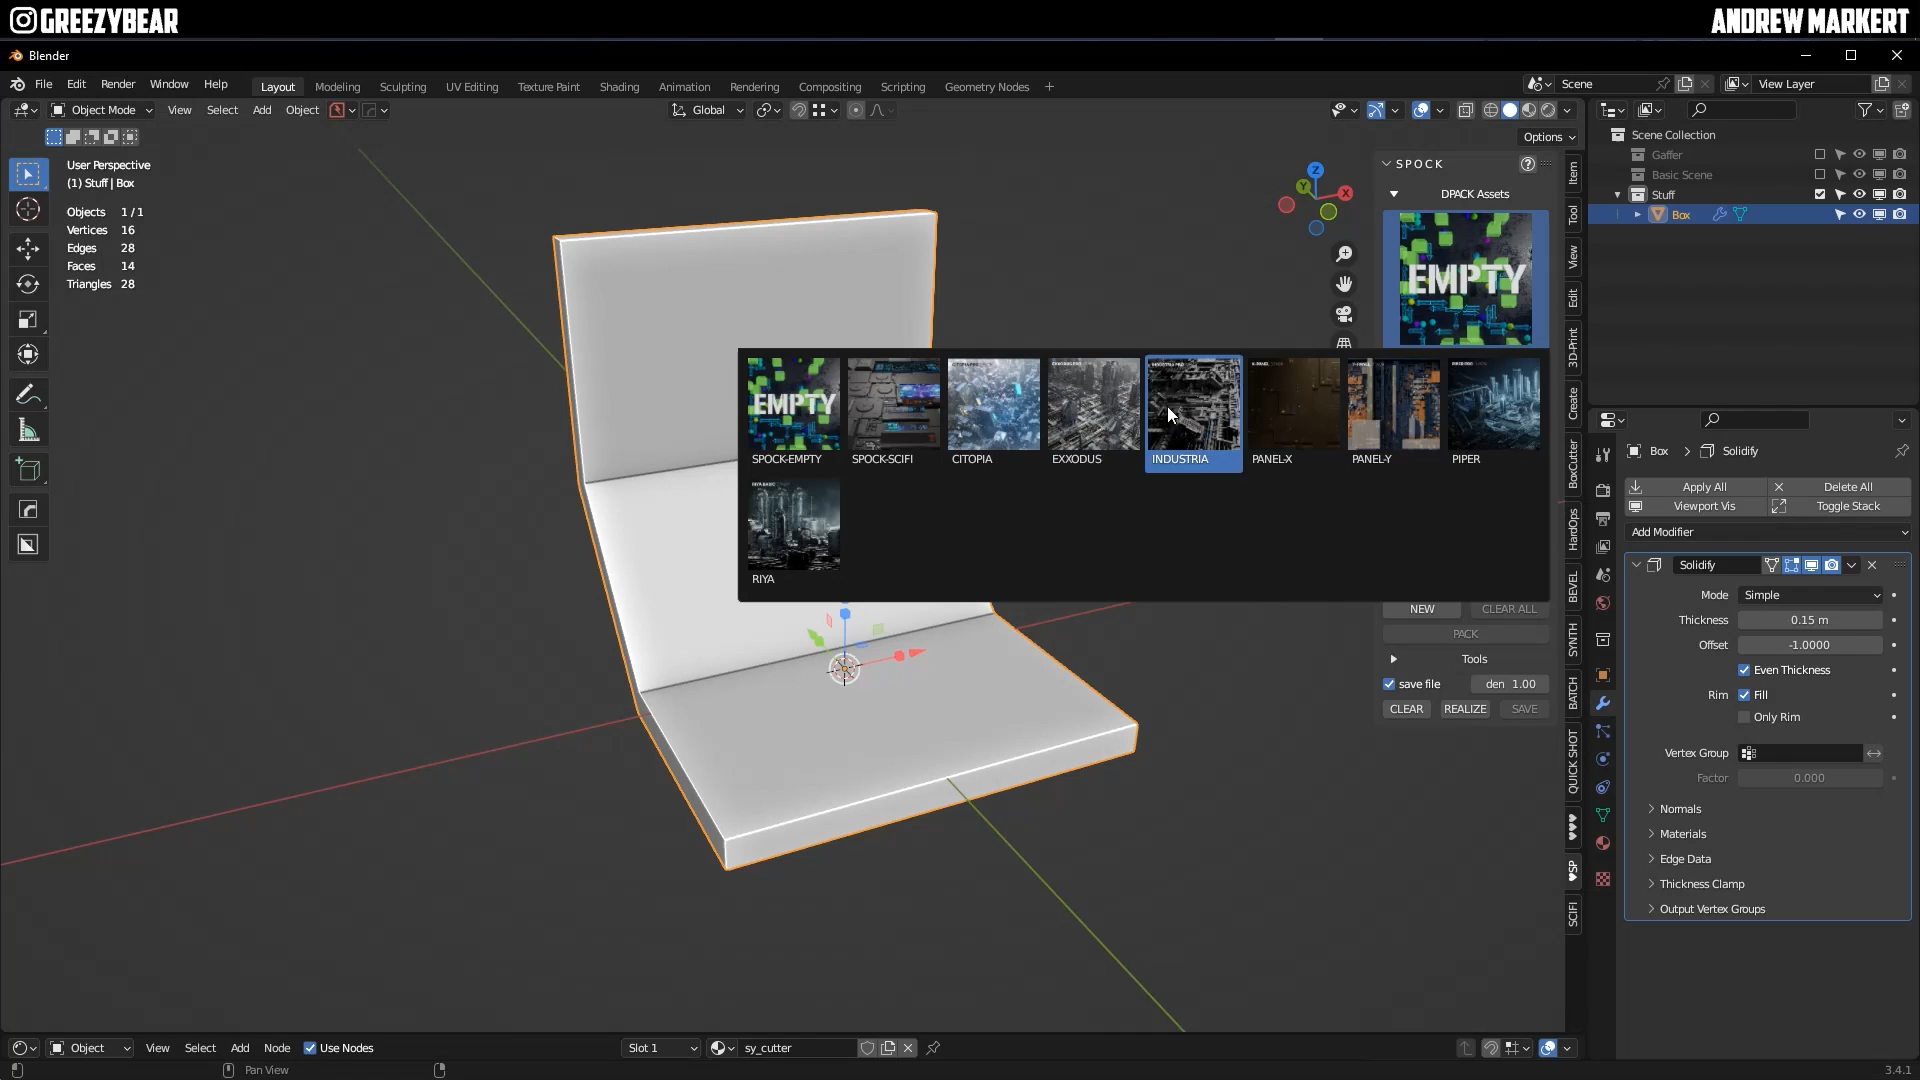 GREEZYBEAR
ANDREW MARKERT
Blender
File Edit Render Window Help
Layout Modeling Sculpting UV Editing Texture Paint Shading Animation Rendering Compositing Scripting Geometry Nodes +
Scene
View Layer
Object Mode View Select Add Object
Global
Options
User Perspective
(1) Stuff | Box
Objects 1 / 1
Vertices 16
Edges 28
Faces 14
Triangles 28
Z
X
Y
SPOCK
DPACK Assets
EMPTY
EMPTY
SPOCK-EMPTY
SPOCK-SCIFI
CITOPIA
EXXODUS
INDUSTRIA
PANEL-X
PANEL-Y
PIPER
RIYA
NEW
CLEAR ALL
PACK
Tools
save file
den 1.00
CLEAR
REALIZE
SAVE
Item
Tool
View
Edit
3D-Print
Create
BoxCutter
HardOps
BEVEL
SYNTH
BATCH
QUICK SHOT
♥♥♥
♥SP
SCIFI
Scene Collection
Gaffer
Basic Scene
Stuff
Box
Box > Solidify
Apply All
Delete All
Viewport Vis
Toggle Stack
Add Modifier
Solidify
Mode Simple
Thickness 0.15 m
Offset -1.0000
Even Thickness
Rim Fill
Only Rim
Vertex Group
Factor 0.000
Normals
Materials
Edge Data
Thickness Clamp
Output Vertex Groups
Object View Select Add Node Use Nodes
Slot 1
sy_cutter
Pan View
3.4.1